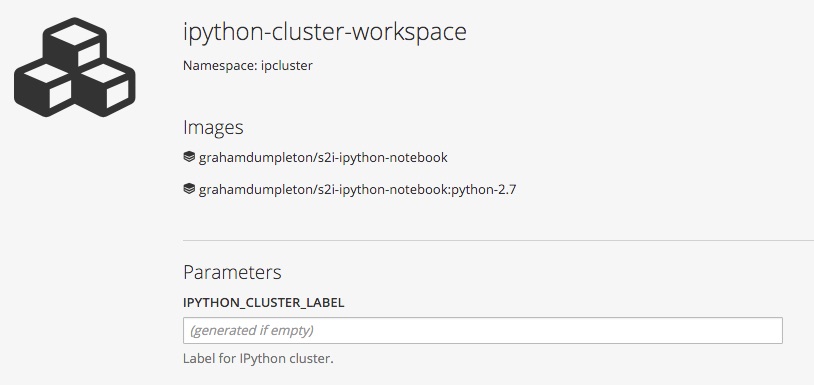 ipython-cluster-workspace
Namespace: ipcluster
Images
grahamdumpleton/s2i-ipython-notebook
grahamdumpleton/s2i-ipython-notebook:python-2.7
Parameters
IPYTHON_CLUSTER_LABEL
(generated if empty)
Label for IPython cluster.